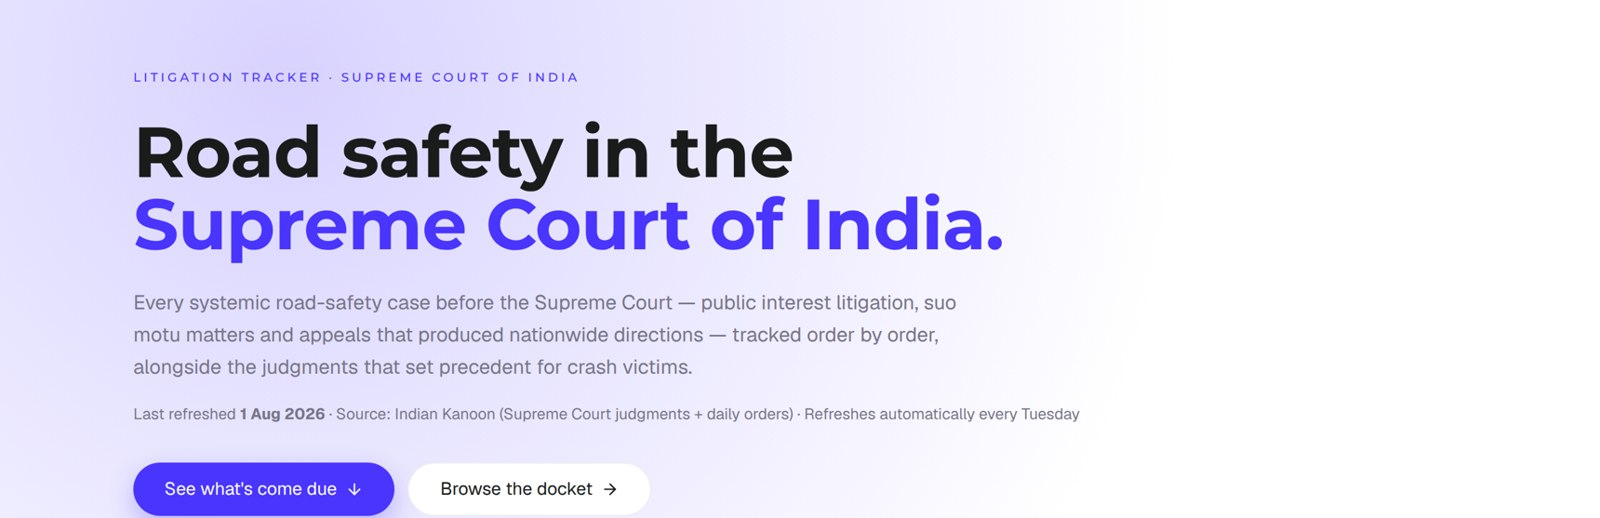 LITIGATION TRACKER · SUPREME COURT OF INDIA
Road safety in the
Supreme Court of India.
Every systemic road-safety case before the Supreme Court — public interest litigation, suo
motu matters and appeals that produced nationwide directions — tracked order by order,
alongside the judgments that set precedent for crash victims.
Last refreshed 1 Aug 2026 · Source: Indian Kanoon (Supreme Court judgments + daily orders) · Refreshes automatically every Tuesday
See what's come due ↓
Browse the docket →